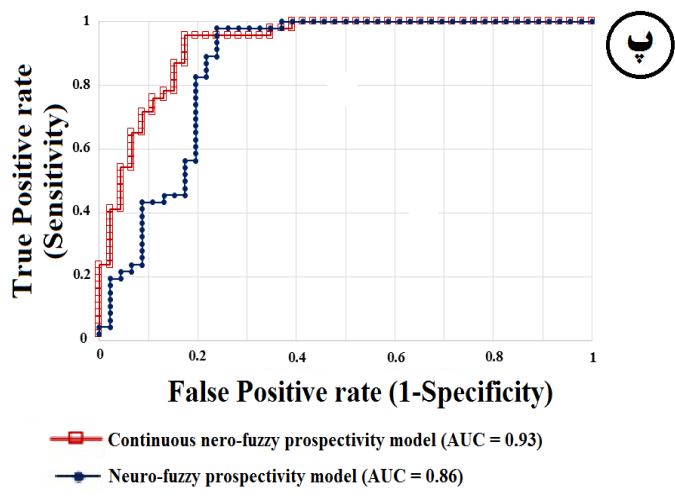 1
پ
0.8
0.6
0.4
0.2
0
0
0.2
0.4
0.6
0.8
1
True Positive rate
(Sensitivity)
False Positive rate (1-Specificity)
Continuous nero-fuzzy prospectivity model (AUC = 0.93)
Neuro-fuzzy prospectivity model (AUC = 0.86)